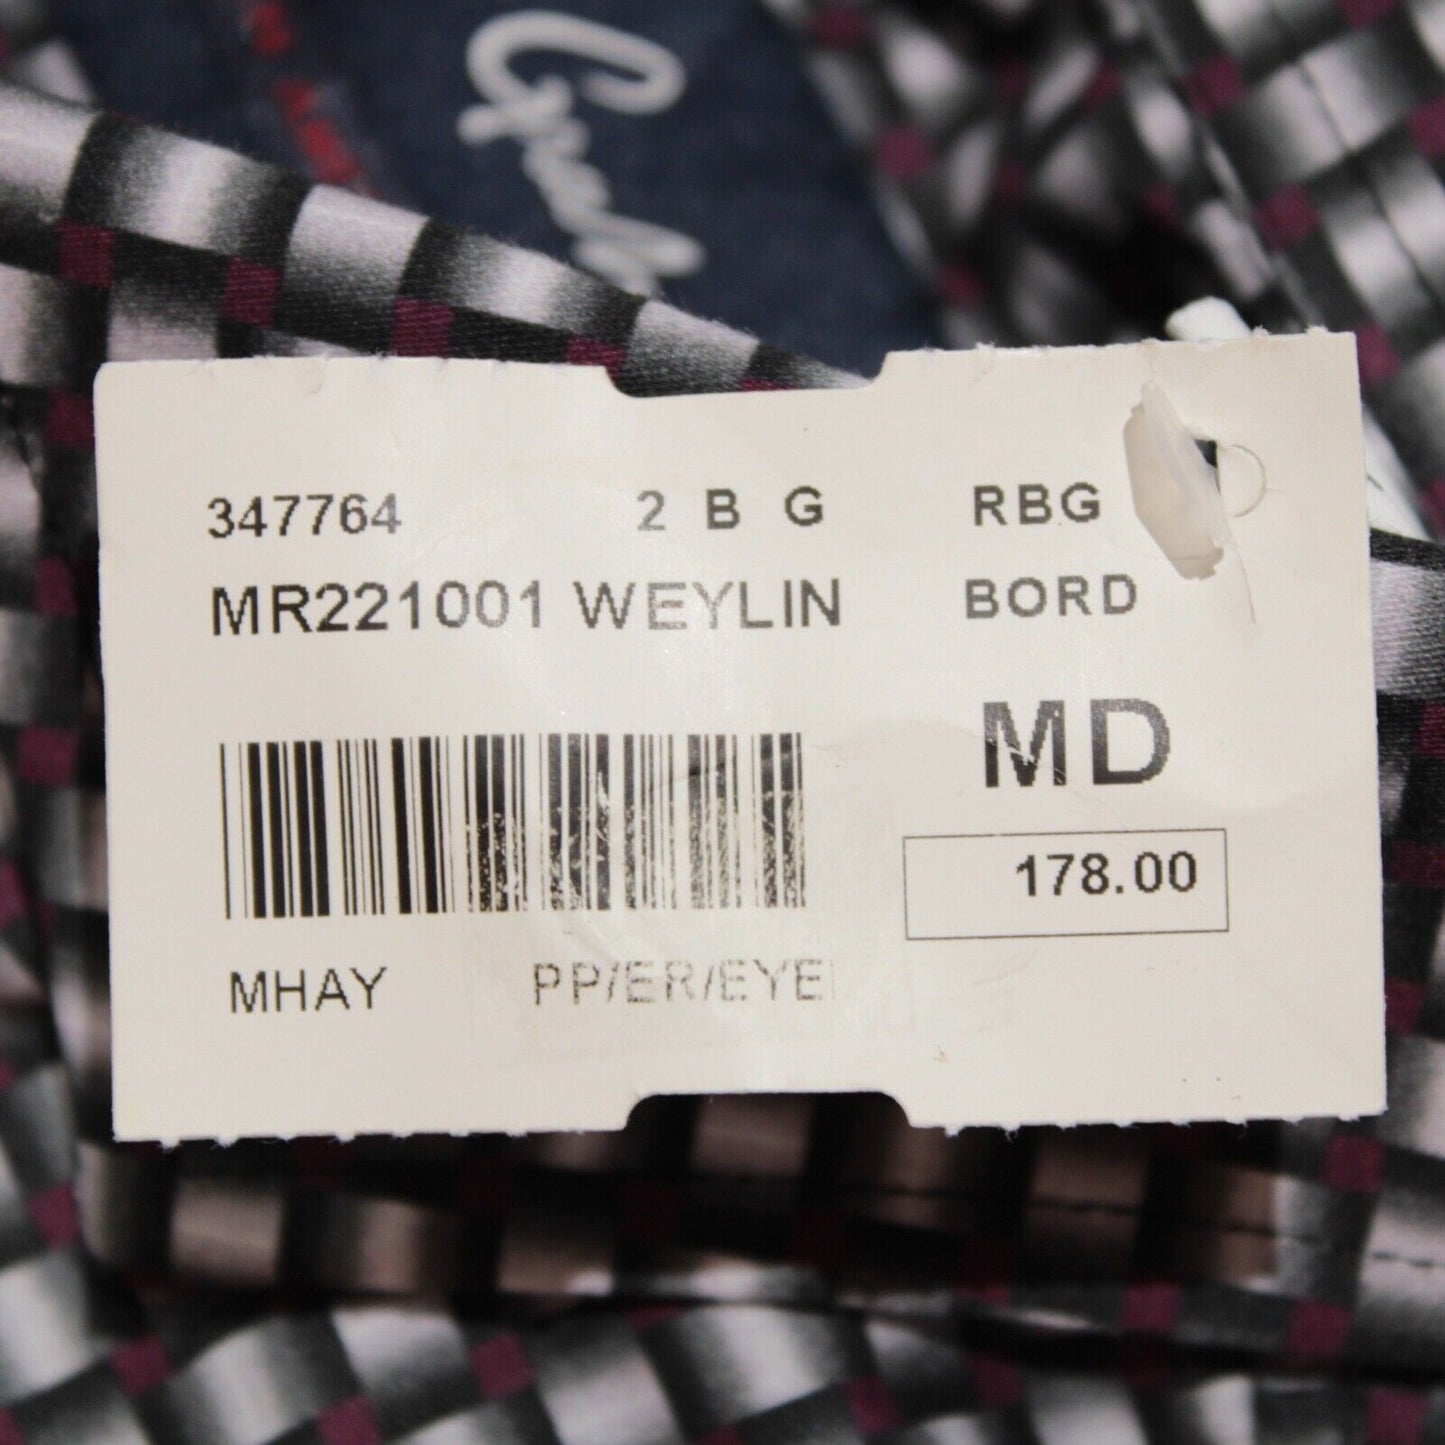 347764 2 B G RBG
MR221001 WEYLIN BORD
MD
178.00
MHAY PP/ER/EYE